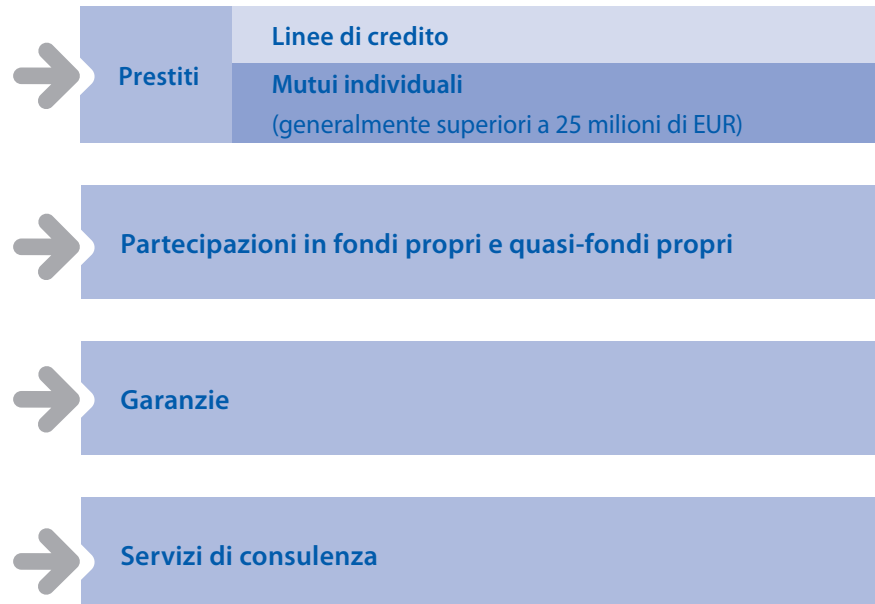 Prestiti
Linee di credito
Mutui individuali
(generalmente superiori a 25 milioni di EUR)
Partecipazioni in fondi propri e quasi-fondi propri
Garanzie
Servizi di consulenza